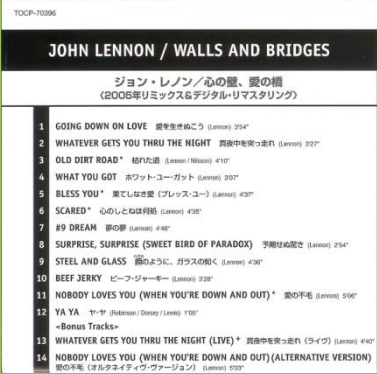 TOCP-70396
JOHN LENNON / WALLS AND BRIDGES
ジョン・レノン／心の壁、愛の橋
〈2005年リミックス&デジタル・リマスタリング〉
1 GOING DOWN ON LOVE 愛を生きぬこう (Lennon) 3'54"
2 WHATEVER GETS YOU THRU THE NIGHT 真夜中を突っ走れ (Lennon) 3'27"
3 OLD DIRT ROAD* 枯れた道 (Lennon / Nilsson) 4'10"
4 WHAT YOU GOT ホワット・ユー・ガット (Lennon) 3'07"
5 BLESS YOU* 果てしなき愛（ブレッス・ユー） (Lennon) 4'37"
6 SCARED* 心のしとねは何処 (Lennon) 4'35"
7 #9 DREAM 夢の夢 (Lennon) 4'46"
8 SURPRISE, SURPRISE (SWEET BIRD OF PARADOX) 予期せぬ驚き (Lennon) 2'54"
9 STEEL AND GLASS 鋼のように、ガラスの如く (Lennon) 4'36"
10 BEEF JERKY ビーフ・ジャーキー (Lennon) 3'28"
11 NOBODY LOVES YOU (WHEN YOU'RE DOWN AND OUT)* 愛の不毛 (Lennon) 5'06"
12 YA YA ヤ・ヤ (Robinson / Dorsey / Lewis) 1'05"
<Bonus Tracks>
13 WHATEVER GETS YOU THRU THE NIGHT (LIVE)+ 真夜中を突っ走れ（ライヴ） (Lennon) 4'40"
14 NOBODY LOVES YOU (WHEN YOU'RE DOWN AND OUT) (ALTERNATIVE VERSION)
愛の不毛（オルタネイティヴ・ヴァージョン） (Lennon) 5'03"